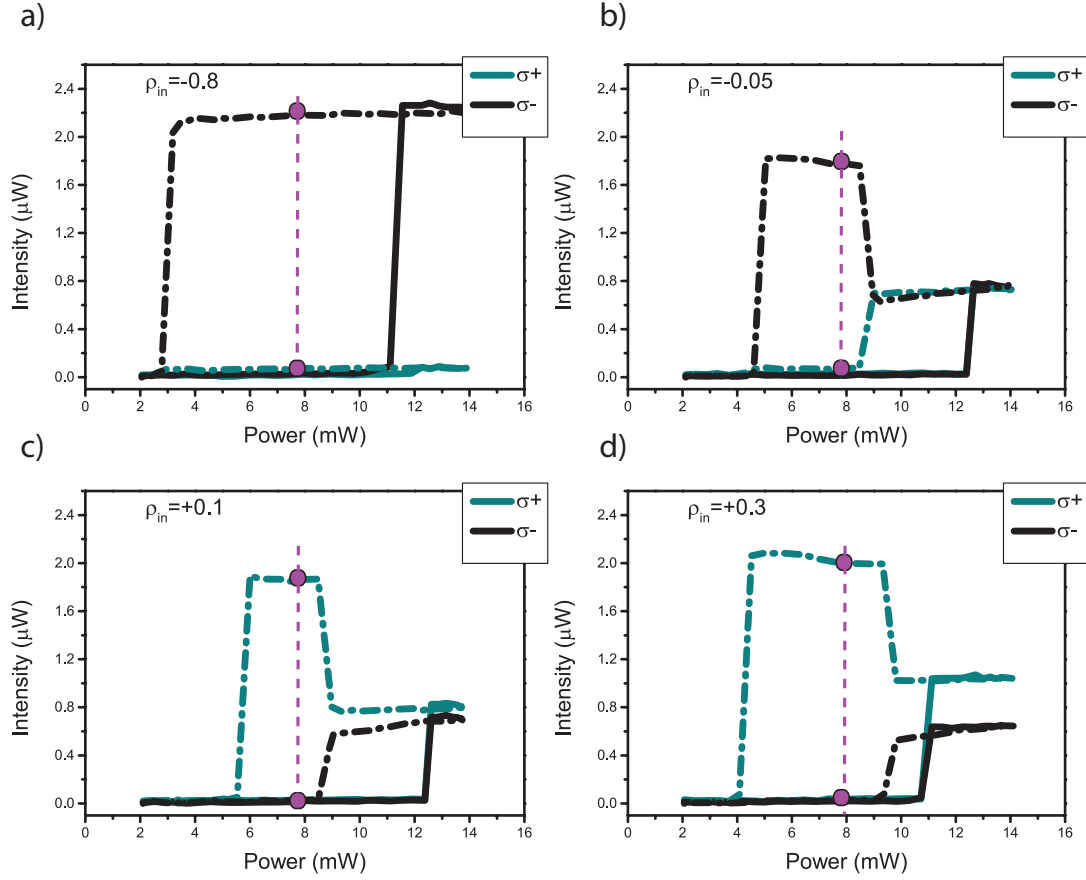 a)
ρin=-0.8
σ+
σ-
2.4
2.0
1.6
1.2
0.8
0.4
0.0
Intensity (μW)
0 2 4 6 8 10 12 14 16
Power (mW)
b)
ρin=-0.05
σ+
σ-
2.4
2.0
1.6
1.2
0.8
0.4
0.0
Intensity (μW)
0 2 4 6 8 10 12 14 16
Power (mW)
c)
ρin=+0.1
σ+
σ-
2.4
2.0
1.6
1.2
0.8
0.4
0.0
Intensity (μW)
0 2 4 6 8 10 12 14 16
Power (mW)
d)
ρin=+0.3
σ+
σ-
2.4
2.0
1.6
1.2
0.8
0.4
0.0
Intensity (μW)
0 2 4 6 8 10 12 14 16
Power (mW)